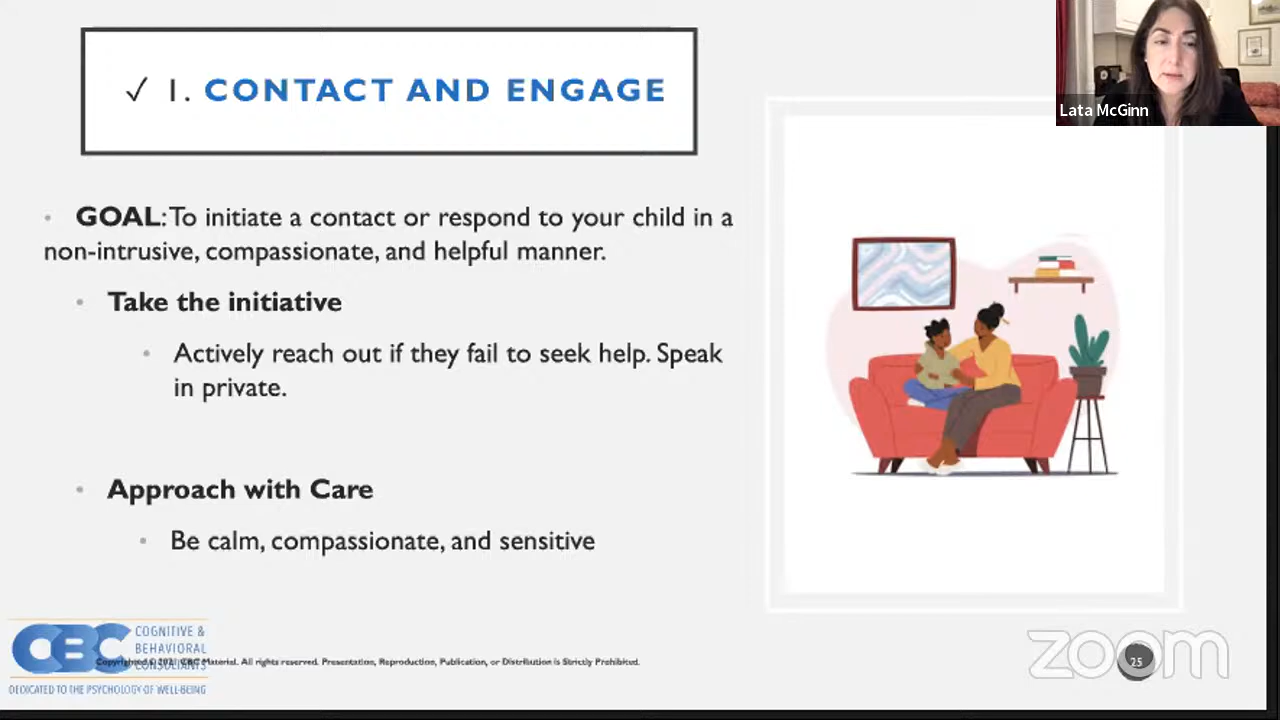 ✓ 1. CONTACT AND ENGAGE
Lata McGinn
• GOAL: To initiate a contact or respond to your child in a
non-intrusive, compassionate, and helpful manner.
• Take the initiative
• Actively reach out if they fail to seek help. Speak
in private.
• Approach with Care
• Be calm, compassionate, and sensitive
CBC
COGNITIVE &
BEHAVIORAL
CONSULTANTS
Copyrighted CBC Material. All rights reserved. Presentation, Reproduction, Publication, or Distribution is Strictly Prohibited.
DEDICATED TO THE PSYCHOLOGY OF WELL-BEING
zoom
25